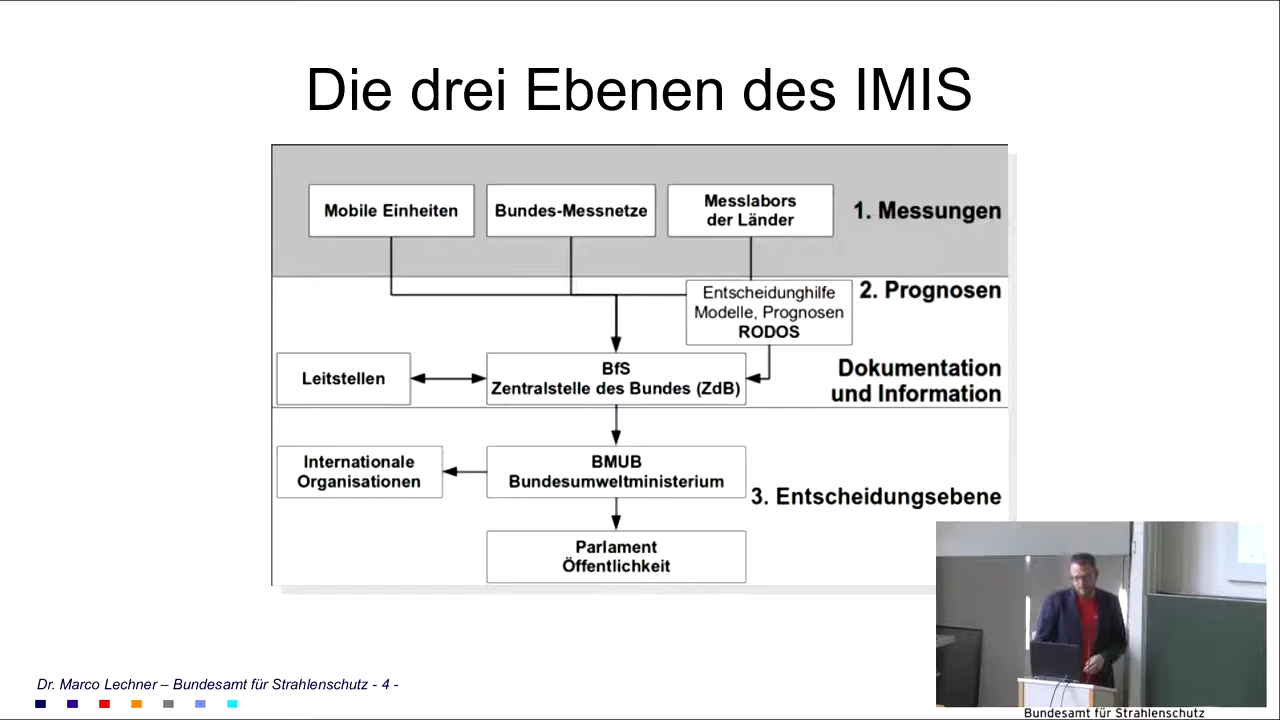 Die drei Ebenen des IMIS
Mobile Einheiten
Bundes-Messnetze
Messlabors
der Länder
1. Messungen
Entscheidunghilfe
Modelle, Prognosen
RODOS
2. Prognosen
Leitstellen
BfS
Zentralstelle des Bundes (ZdB)
Dokumentation
und Information
Internationale
Organisationen
BMUB
Bundesumweltministerium
3. Entscheidungsebene
Parlament
Öffentlichkeit
Dr. Marco Lechner – Bundesamt für Strahlenschutz - 4 -
Bundesamt für Strahlenschutz